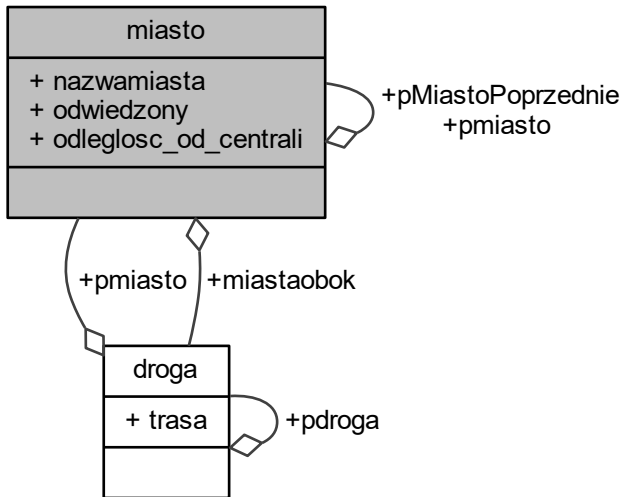 miasto
+ nazwamiasta
+ odwiedzony
+ odleglosc_od_centrali
+pMiastoPoprzednie
+pmiasto
+pmiasto
+miastaobok
droga
+ trasa
+pdroga